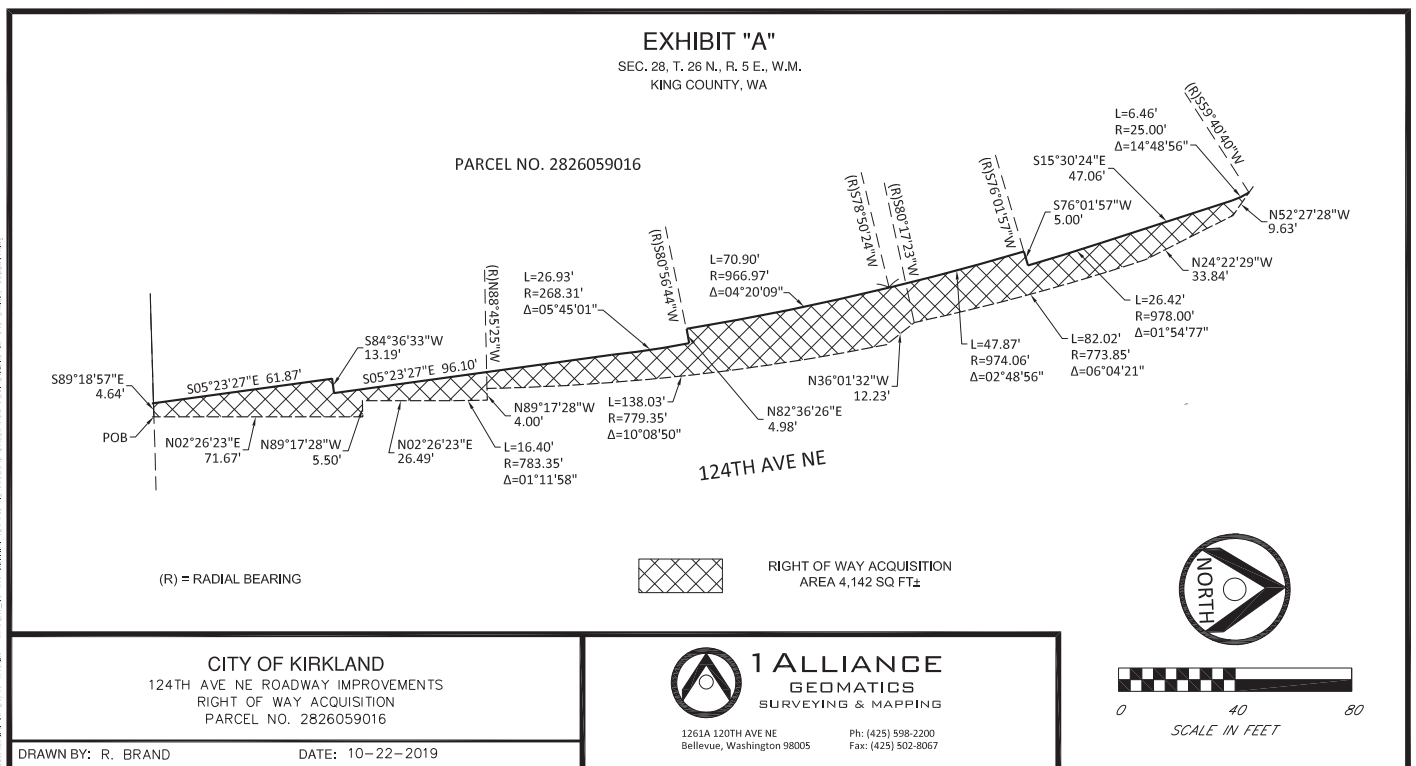 EXHIBIT "A"
SEC. 28, T. 26 N., R. 5 E., W.M.
KING COUNTY, WA
PARCEL NO. 2826059016
S89°18'57"E
4.64'
POB
S05°23'27"E 61.87'
S84°36'33"W
13.19'
S05°23'27"E 96.10'
N02°26'23"E
71.67'
N89°17'28"W
5.50'
N02°26'23"E
26.49'
(R)N88°45'25"W
N89°17'28"W
4.00'
L=16.40'
R=783.35'
Δ=01°11'58"
L=26.93'
R=268.31'
Δ=05°45'01"
(R)S80°56'44"W
L=138.03'
R=779.35'
Δ=10°08'50"
N82°36'26"E
4.98'
L=70.90'
R=966.97'
Δ=04°20'09"
(R)S78°50'24"W
(R)S80°17'23"W
N36°01'32"W
12.23'
L=47.87'
R=974.06'
Δ=02°48'56"
(R)S76°01'57"W
S76°01'57"W
5.00'
L=82.02'
R=773.85'
Δ=06°04'21"
L=26.42'
R=978.00'
Δ=01°54'77"
S15°30'24"E
47.06'
L=6.46'
R=25.00'
Δ=14°48'56"
(R)S59°40'40"W
N52°27'28"W
9.63'
N24°22'29"W
33.84'
124TH AVE NE
(R) = RADIAL BEARING
RIGHT OF WAY ACQUISITION
AREA 4,142 SQ FT±
NORTH
0 40 80
SCALE IN FEET
CITY OF KIRKLAND
124TH AVE NE ROADWAY IMPROVEMENTS
RIGHT OF WAY ACQUISITION
PARCEL NO. 2826059016
DRAWN BY: R. BRAND DATE: 10-22-2019
1 ALLIANCE
GEOMATICS
SURVEYING & MAPPING
1261A 120TH AVE NE Ph: (425) 598-2200
Bellevue, Washington 98005 Fax: (425) 502-8067